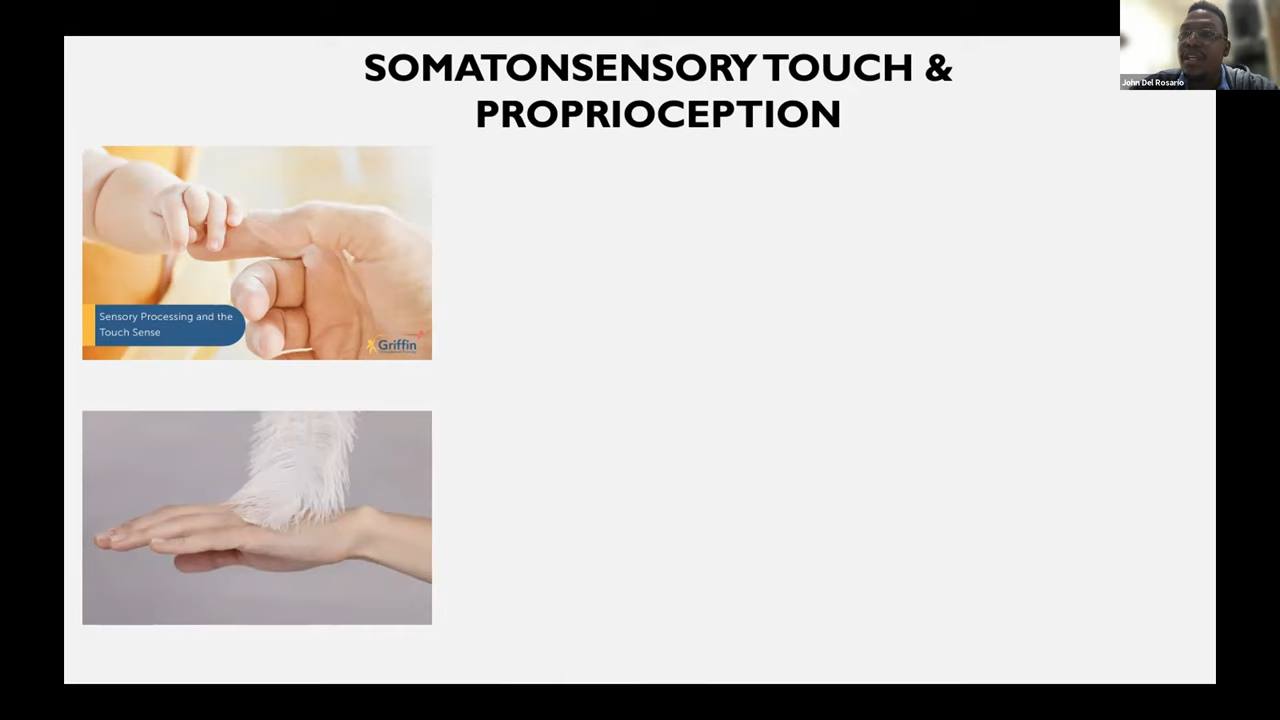 SOMATONSENSORY TOUCH &
PROPRIOCEPTION
John Del Rosario
Sensory Processing and the
Touch Sense
Griffin